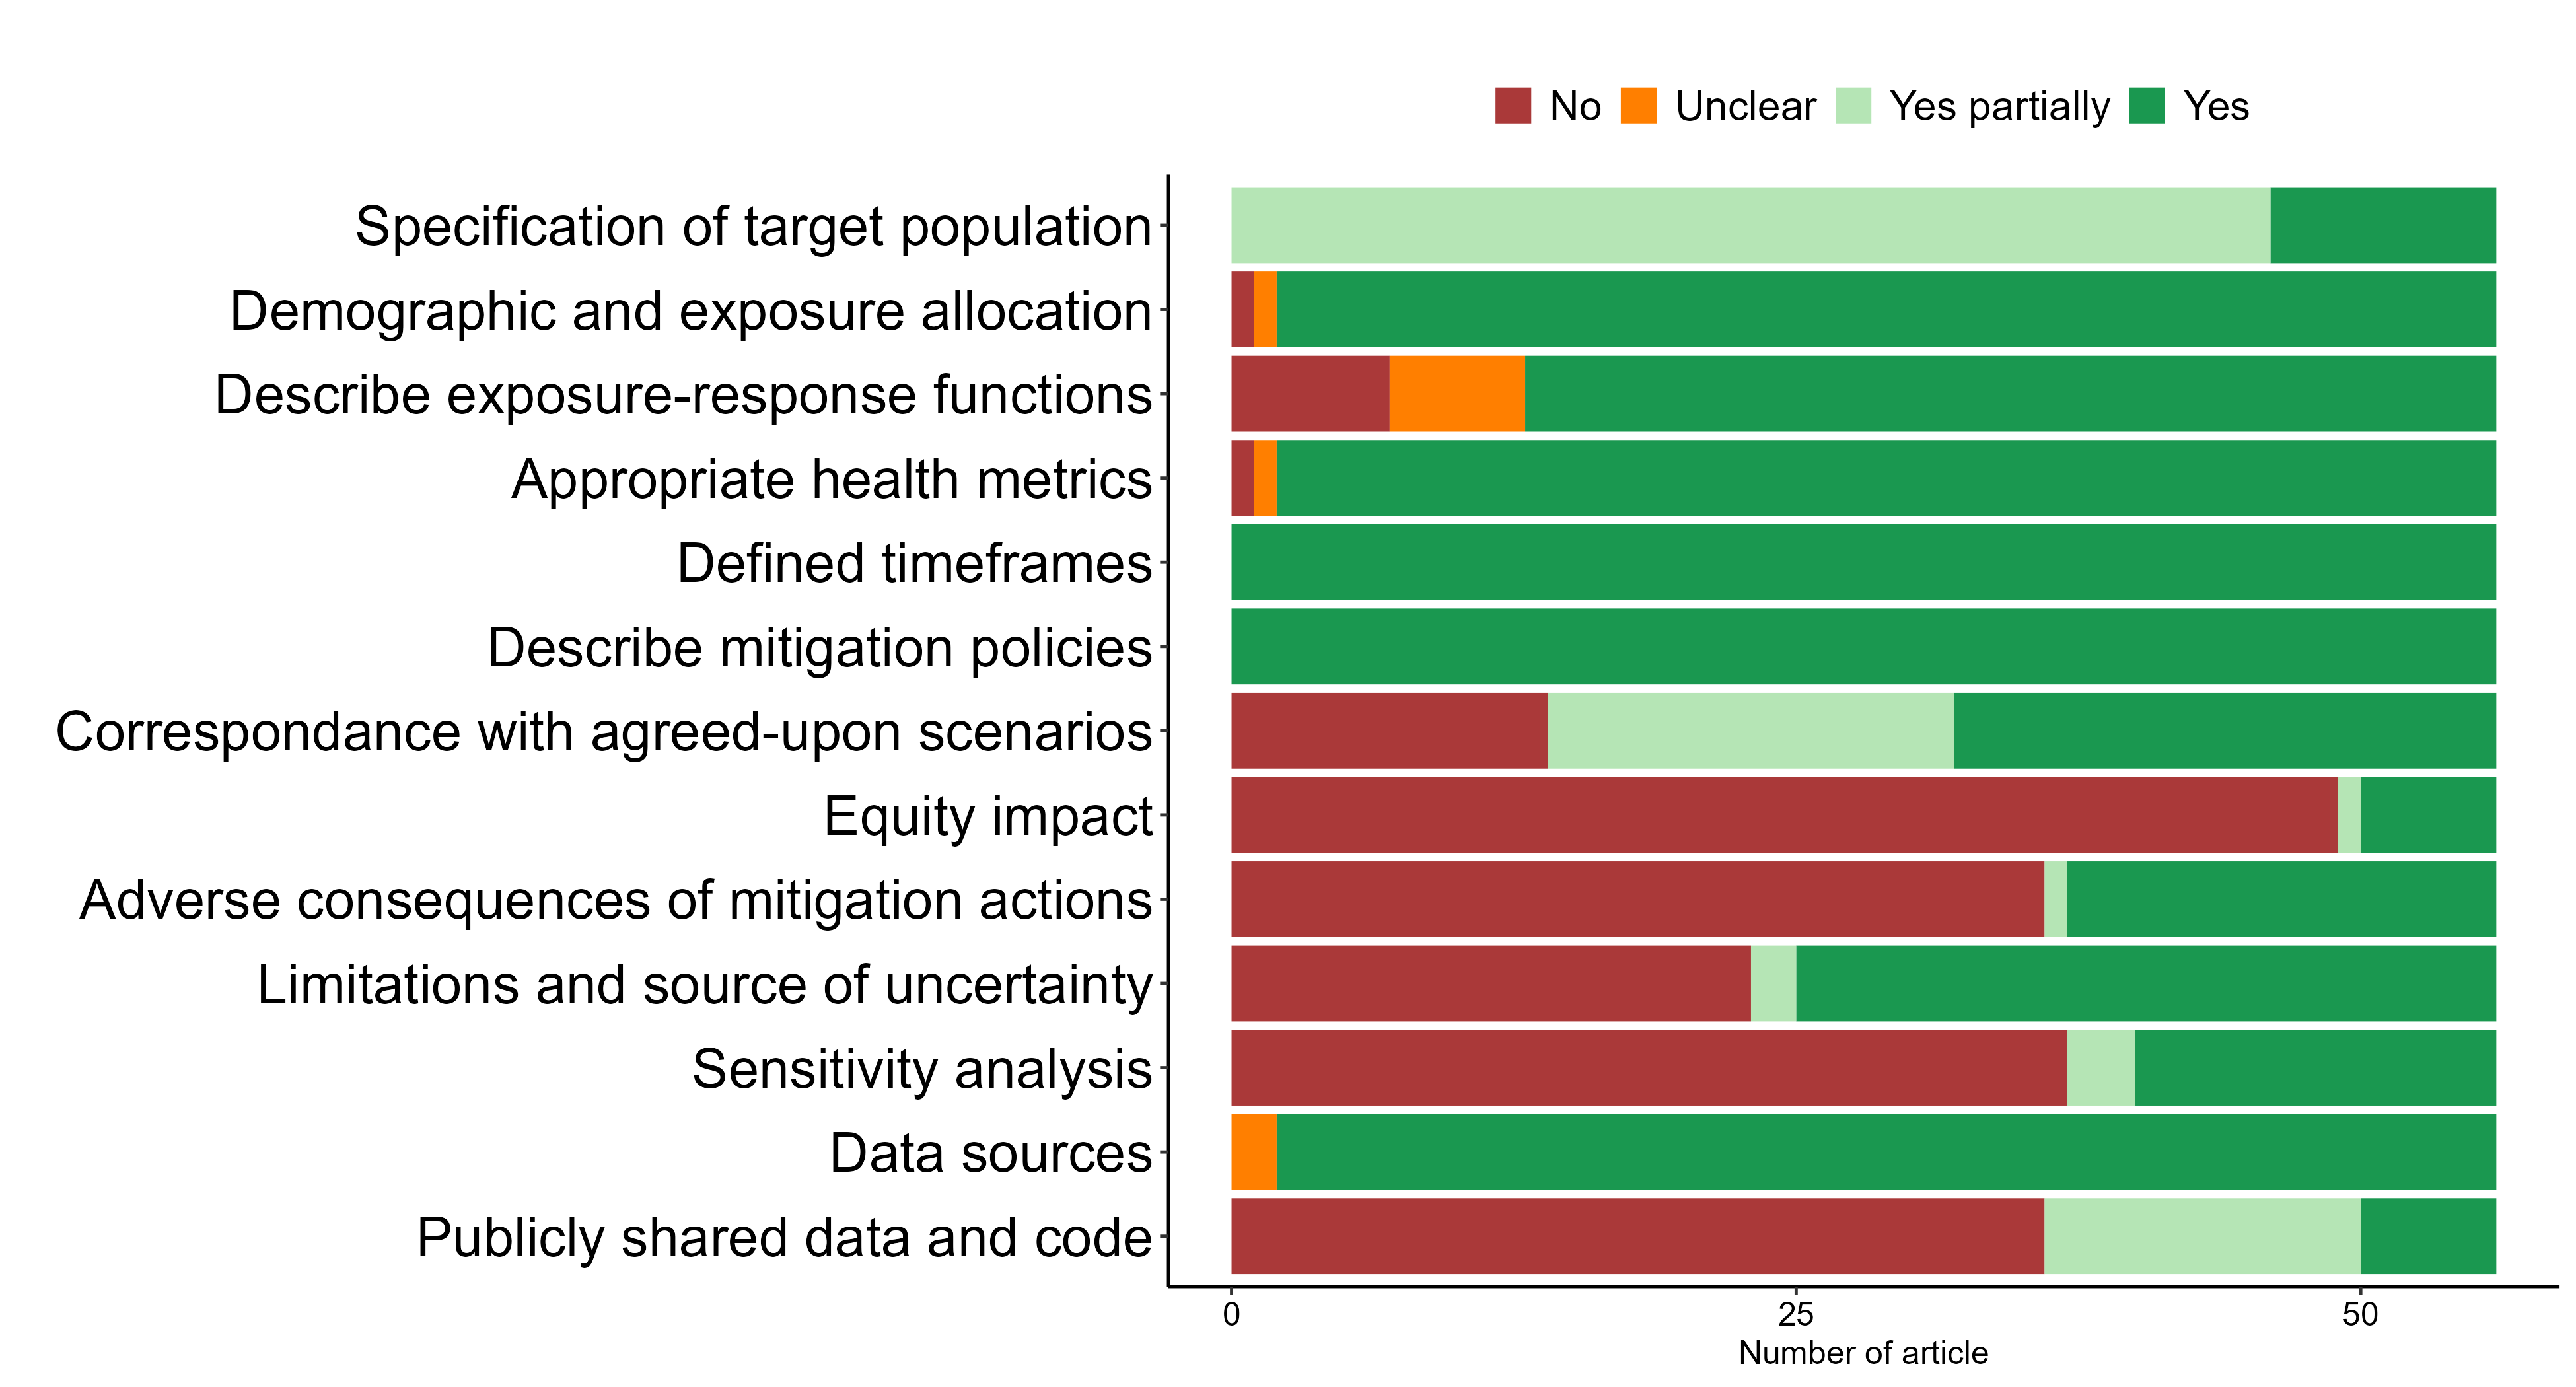 No Unclear Yes partially Yes
Specification of target population
Demographic and exposure allocation
Describe exposure-response functions
Appropriate health metrics
Defined timeframes
Describe mitigation policies
Correspondance with agreed-upon scenarios
Equity impact
Adverse consequences of mitigation actions
Limitations and source of uncertainty
Sensitivity analysis
Data sources
Publicly shared data and code
0 25 50
Number of article